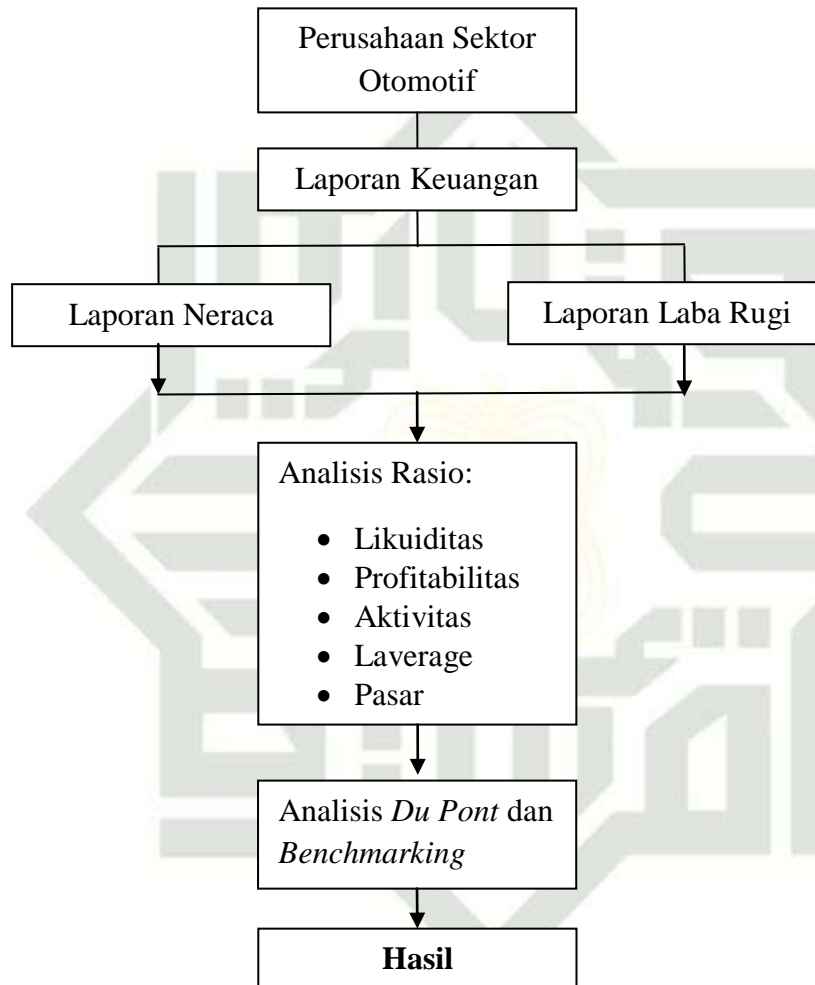 Perusahaan Sektor
Otomotif
Laporan Keuangan
Laporan Neraca
Laporan Laba Rugi
Analisis Rasio:
• Likuiditas
• Profitabilitas
• Aktivitas
• Laverage
• Pasar
Analisis Du Pont dan
Benchmarking
Hasil